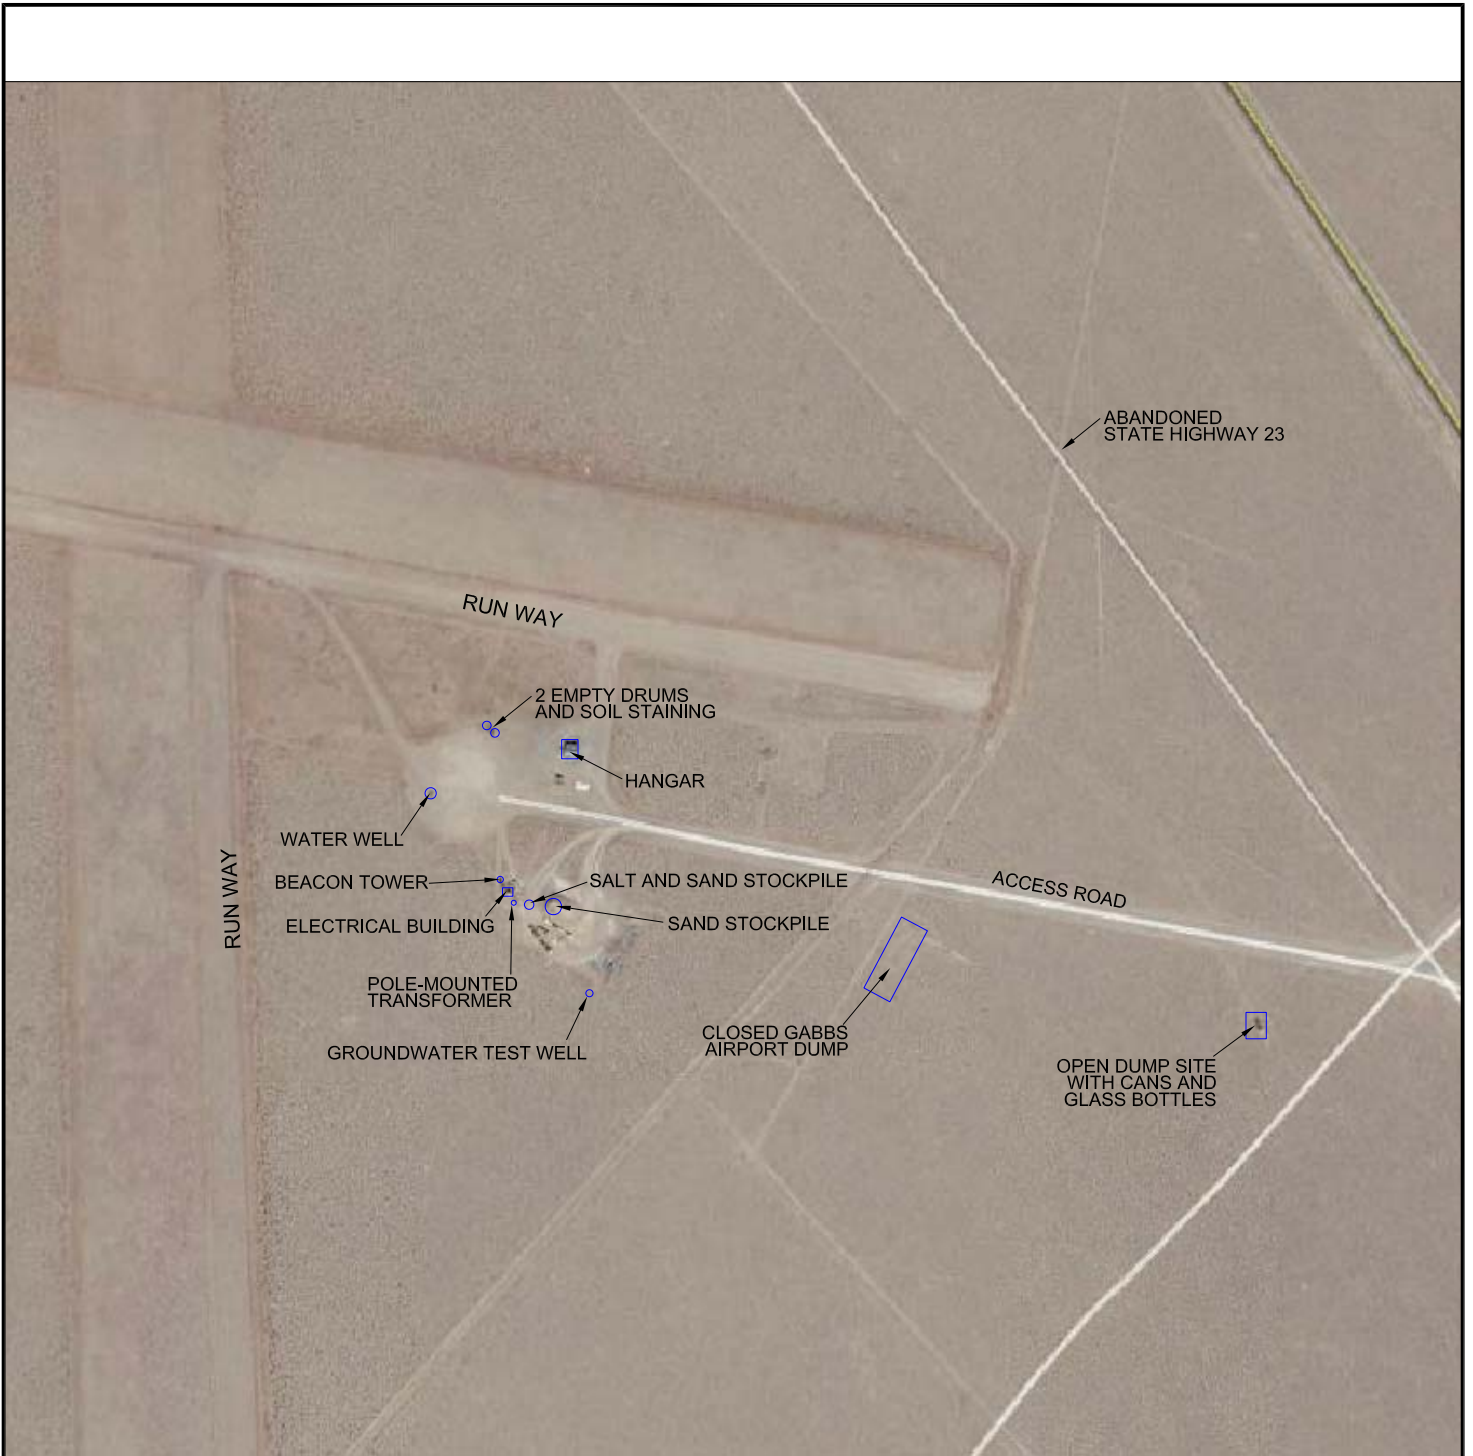 ABANDONED
STATE HIGHWAY 23
RUN WAY
2 EMPTY DRUMS
AND SOIL STAINING
HANGAR
WATER WELL
RUN WAY
BEACON TOWER
SALT AND SAND STOCKPILE
ACCESS ROAD
ELECTRICAL BUILDING
SAND STOCKPILE
POLE-MOUNTED
TRANSFORMER
GROUNDWATER TEST WELL
CLOSED GABBS
AIRPORT DUMP
OPEN DUMP SITE
WITH CANS AND
GLASS BOTTLES